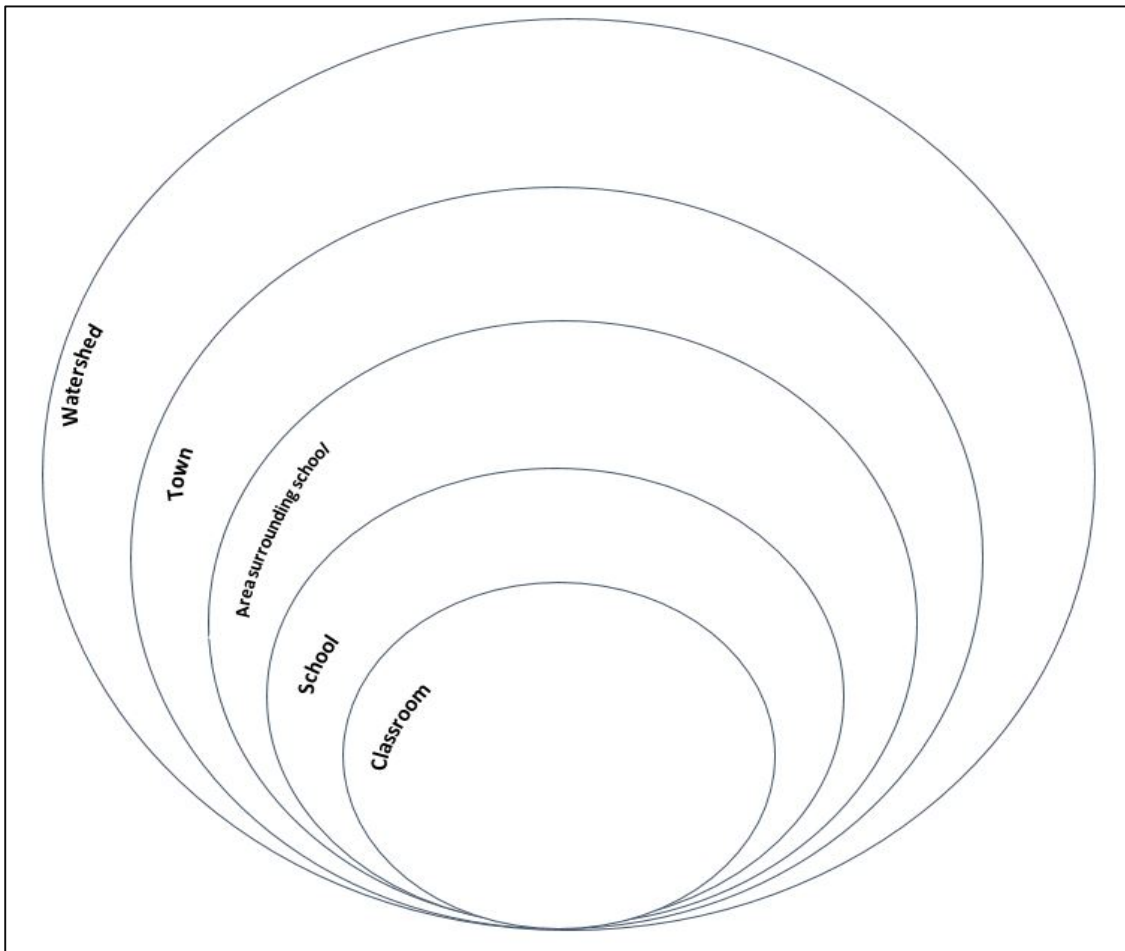 Watershed
Town
Area surrounding school
School
Classroom